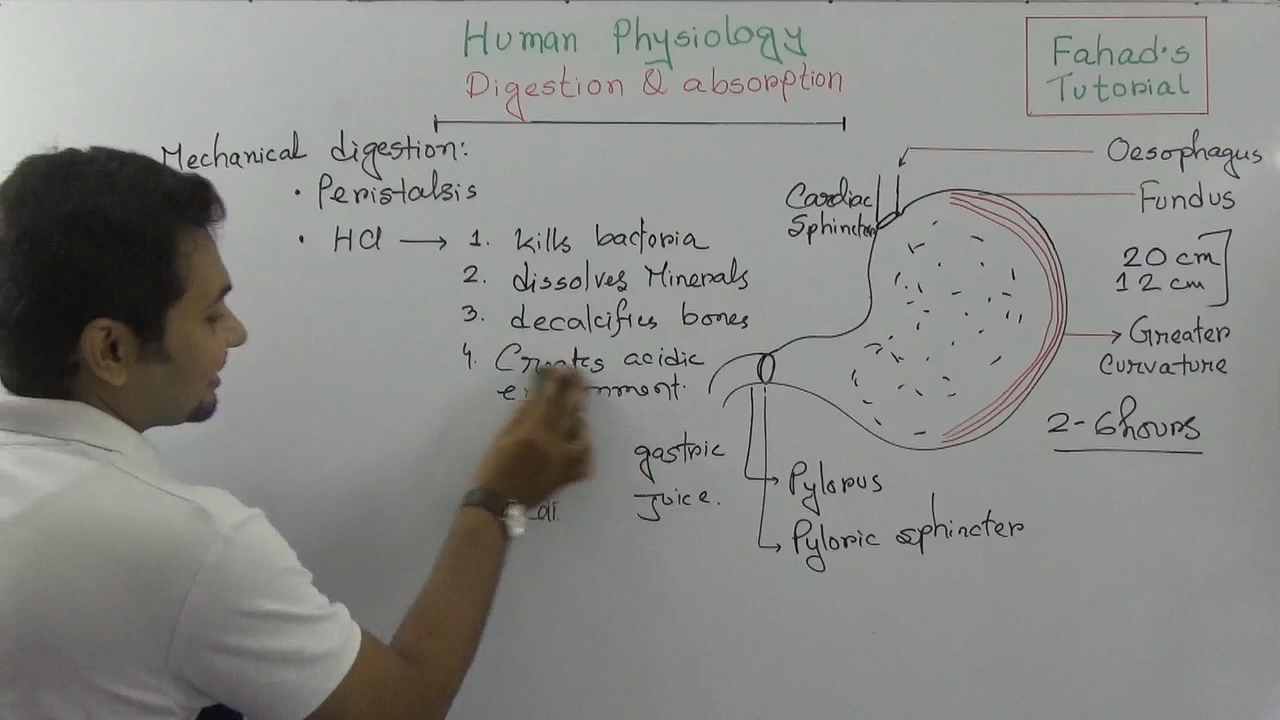 Human Physiology
Digestion & absorption
Fahad's
Tutorial
Mechanical digestion:
• Peristalsis
• HCl → 1. kills bacteria
2. dissolves Minerals
3. decalcifies bones
4. Creates acidic
gastric
Juice.
Cardiac
Sphincter
Oesophagus
Fundus
20 cm
12 cm
Greater
Curvature
2-6 hours
Pylorus
Pyloric sphincter